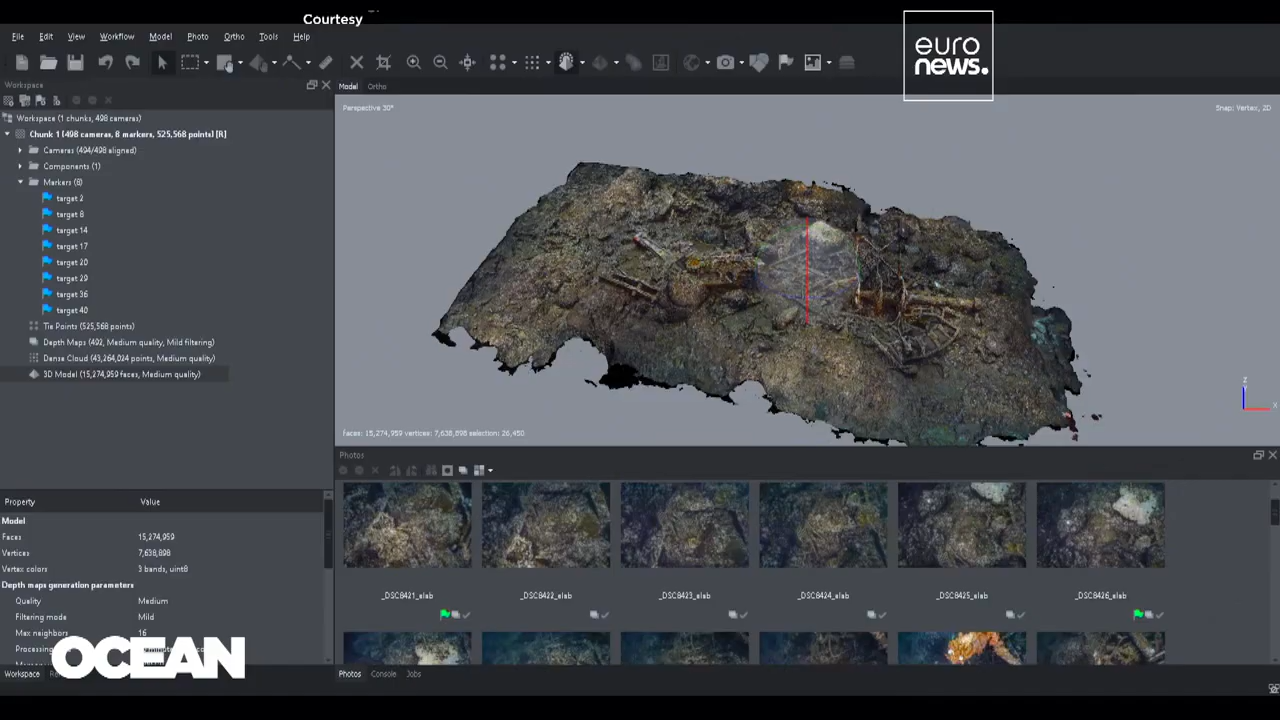 Courtesy
euro
news.
File Edit View Workflow Model Photo Ortho Tools Help
Workspace
Workspace (1 chunks, 498 cameras)
Chunk 1 (498 cameras, 8 markers, 525,568 points) [R]
Cameras (494/498 aligned)
Components (1)
Markers (8)
target 2
target 8
target 14
target 17
target 20
target 29
target 36
target 40
Tie Points (525,568 points)
Depth Maps (492, Medium quality, Mild filtering)
Dense Cloud (43,264,024 points, Medium quality)
3D Model (15,274,959 faces, Medium quality)
Model Ortho
Perspective 30°
Snap: Vertex, 2D
Z
X
faces: 15,274,959 vertices: 7,638,898 selection: 26,450
Property Value
Model
Faces 15,274,959
Vertices 7,638,898
Vertex colors 3 bands, uint8
Depth maps generation parameters
Quality Medium
Filtering mode Mild
Max neighbors 16
OCEAN
Workspace
Photos
_DSC8421_elab _DSC8422_elab _DSC8423_elab _DSC8424_elab _DSC8425_elab _DSC8426_elab
Photos Console Jobs